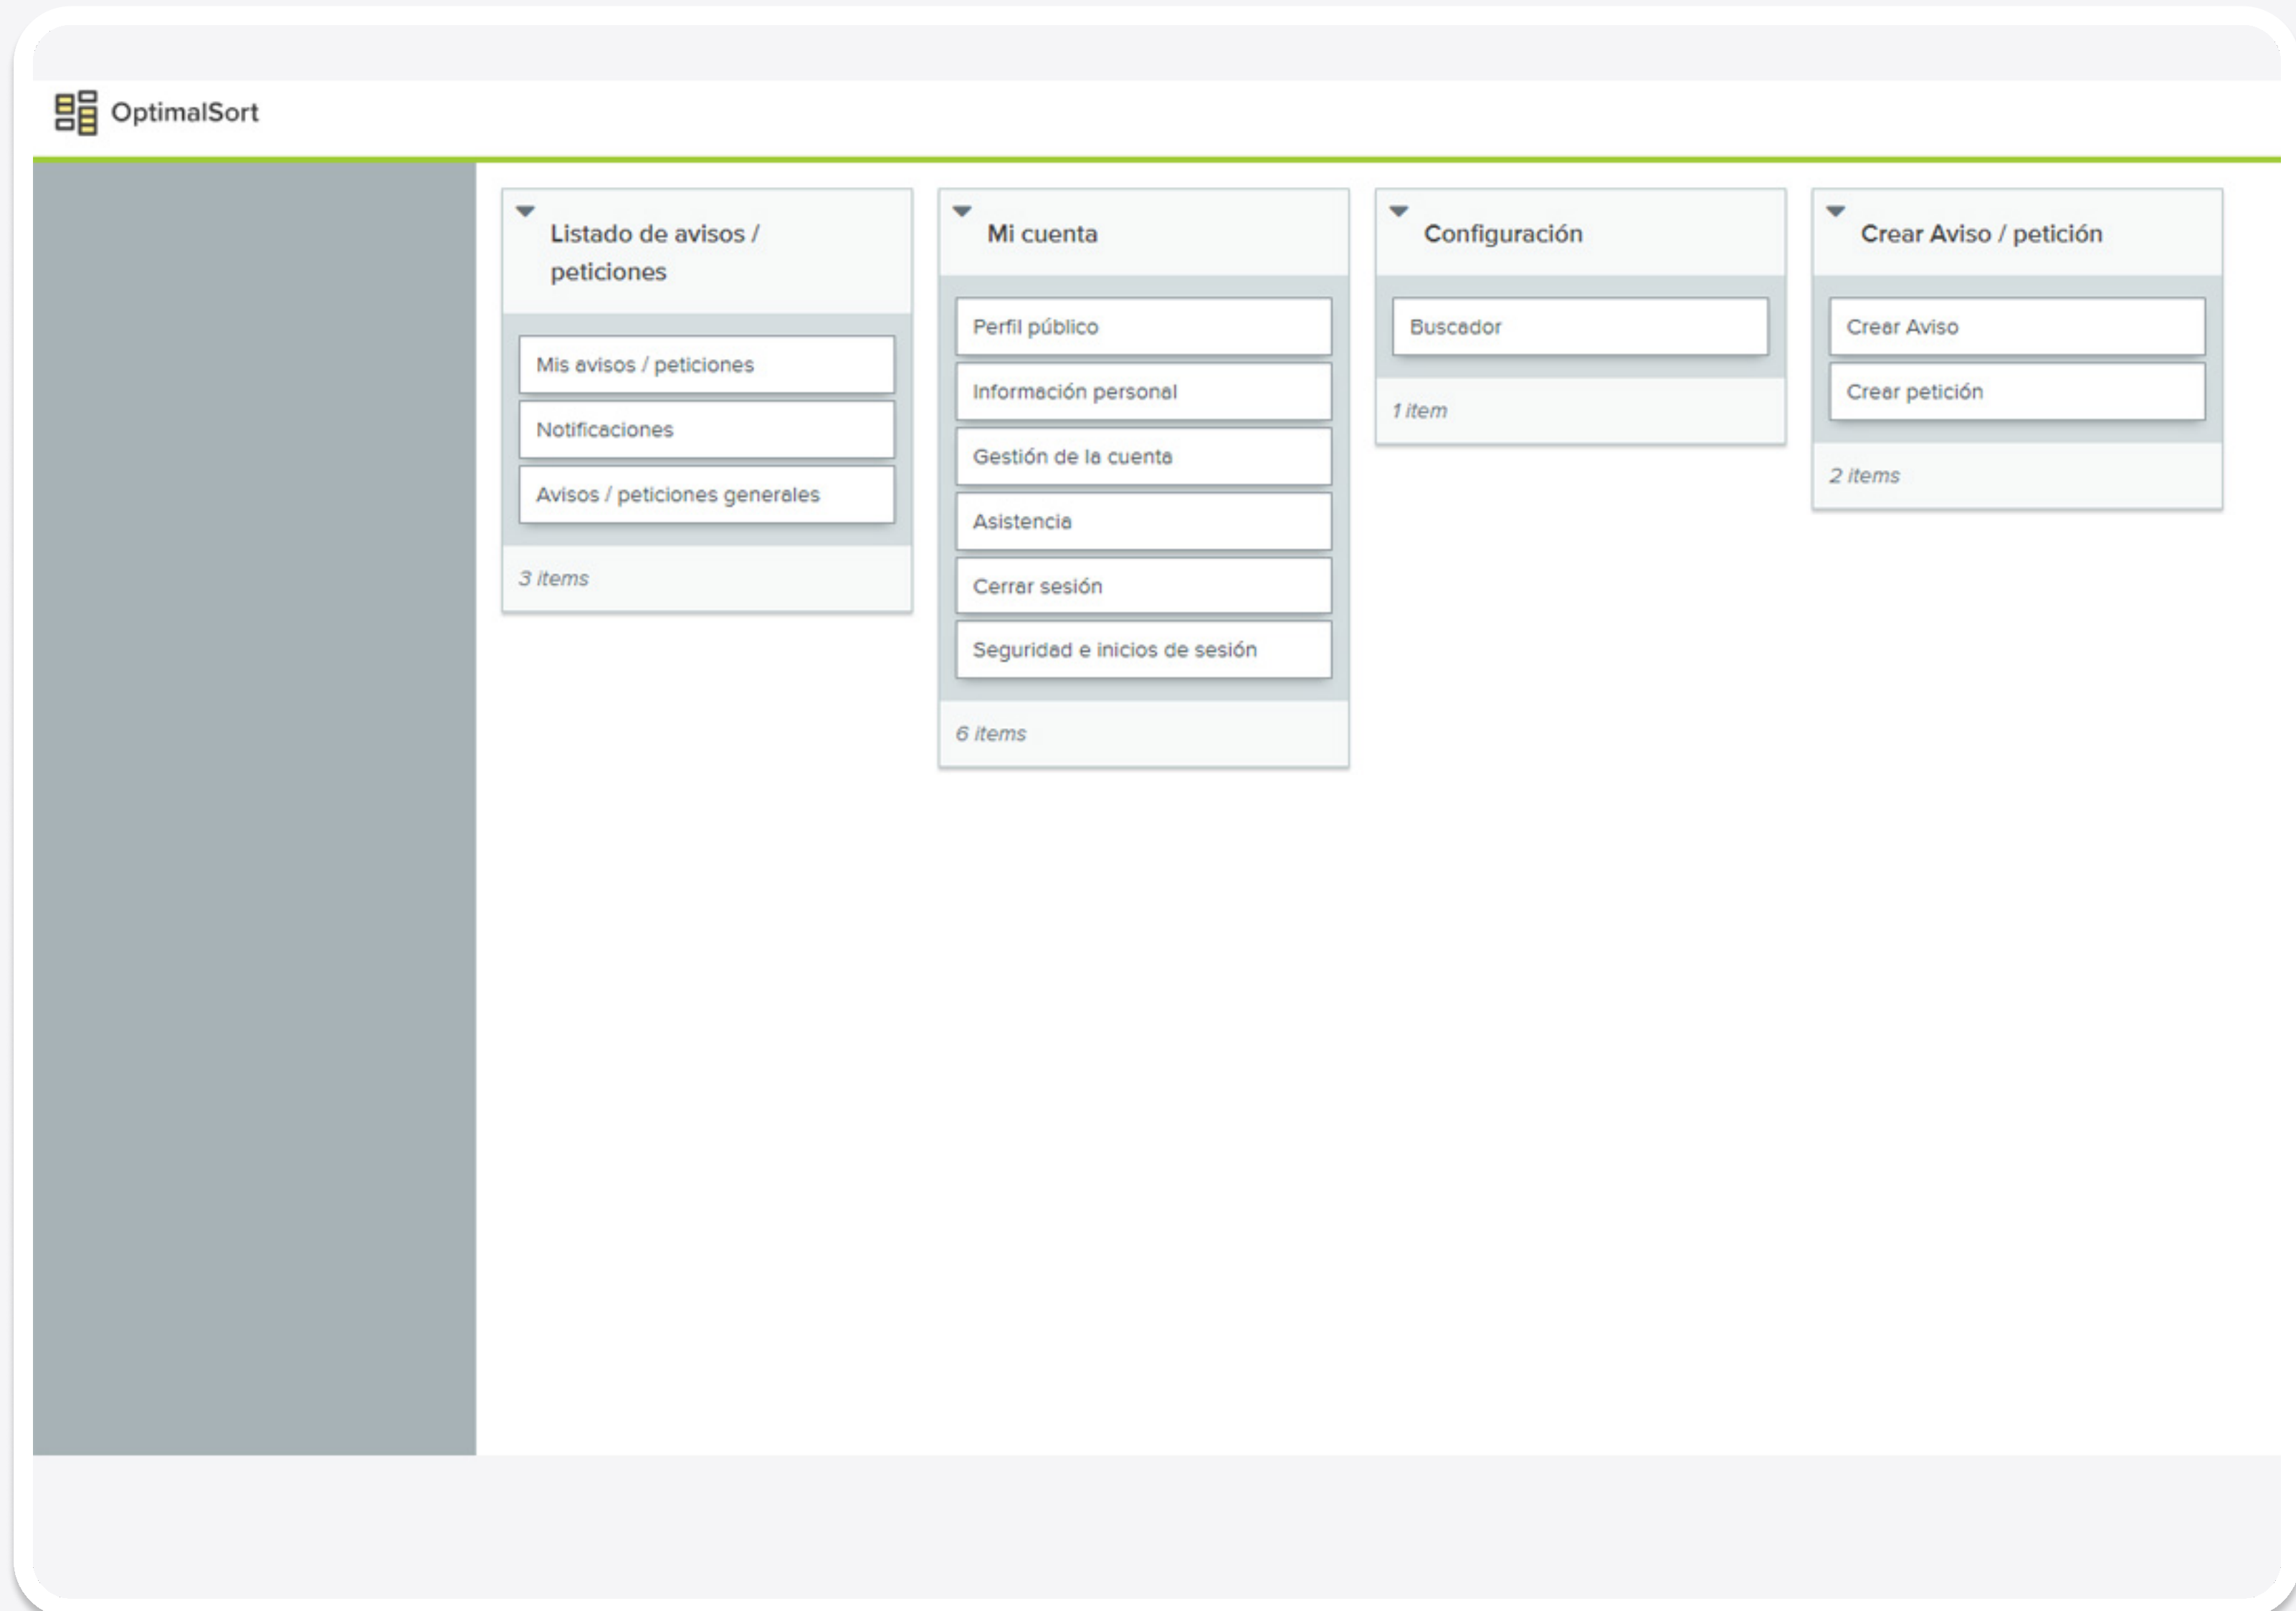 OptimalSort
Listado de avisos /
peticiones
Mis avisos / peticiones
Notificaciones
Avisos / peticiones generales
3 items
Mi cuenta
Perfil público
Información personal
Gestión de la cuenta
Asistencia
Cerrar sesión
Seguridad e inicios de sesión
6 items
Configuración
Buscador
1 item
Crear Aviso / petición
Crear Aviso
Crear petición
2 items